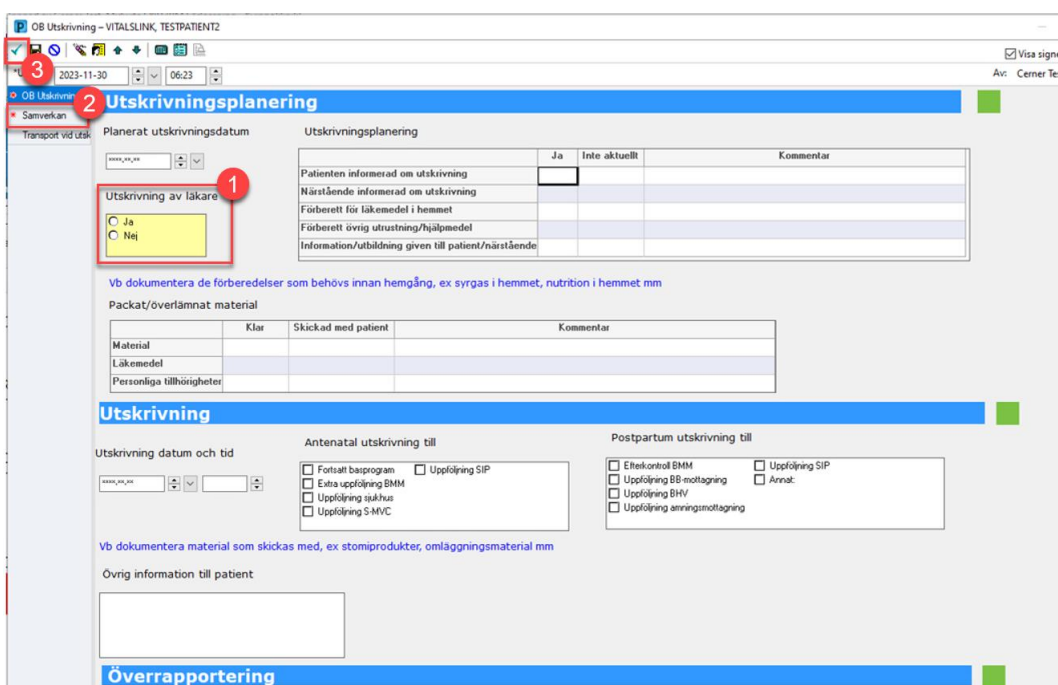 OB Utskrivning – VITALSLINK, TESTPATIENT2
Visa signe
3
2023-11-30 06:23 Av: Cerner Te
OB Utskrivnin
2
Samverkan
Transport vid utsk
Utskrivningsplanering
Planerat utskrivningsdatum
Utskrivningsplanering
Ja Inte aktuellt Kommentar
Patienten informerad om utskrivning
Närstående informerad om utskrivning
Förberett för läkemedel i hemmet
Förberett övrig utrustning/hjälpmedel
Information/utbildning given till patient/närstående
1
Utskrivning av läkare
Ja
Nej
Vb dokumentera de förberedelser som behövs innan hemgång, ex syrgas i hemmet, nutrition i hemmet mm
Packat/överlämnat material
Klar Skickad med patient Kommentar
Material
Läkemedel
Personliga tillhörigheter
Utskrivning
Utskrivning datum och tid
Antenatal utskrivning till
Fortsatt basprogram Uppföljning SIP
Extra uppföljning BMM
Uppföljning sjukhus
Uppföljning S-MVC
Postpartum utskrivning till
Efterkontroll BMM Uppföljning SIP
Uppföljning BB-mottagning Annat:
Uppföljning BHV
Uppföljning amningsmottagning
Vb dokumentera material som skickas med, ex stomiprodukter, omläggningsmaterial mm
Övrig information till patient
Överrapportering